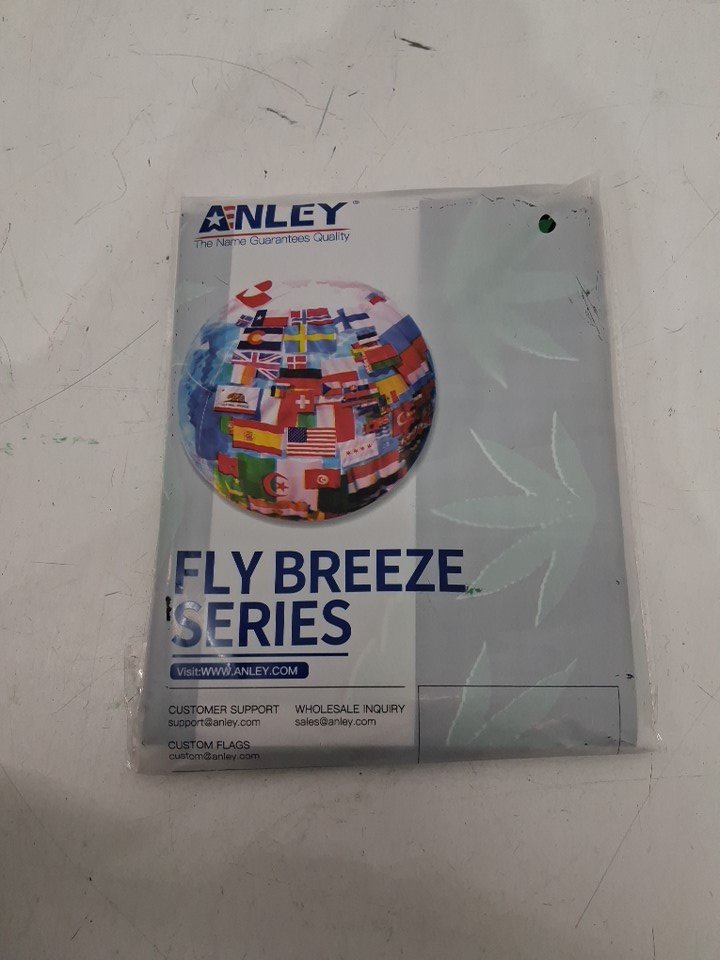 ANLEY®
The Name Guarantees Quality
FLY BREEZE
SERIES
Visit:WWW.ANLEY.COM
CUSTOMER SUPPORT WHOLESALE INQUIRY
support@anley.com sales@anley.com
CUSTOM FLAGS
custom@anley.com